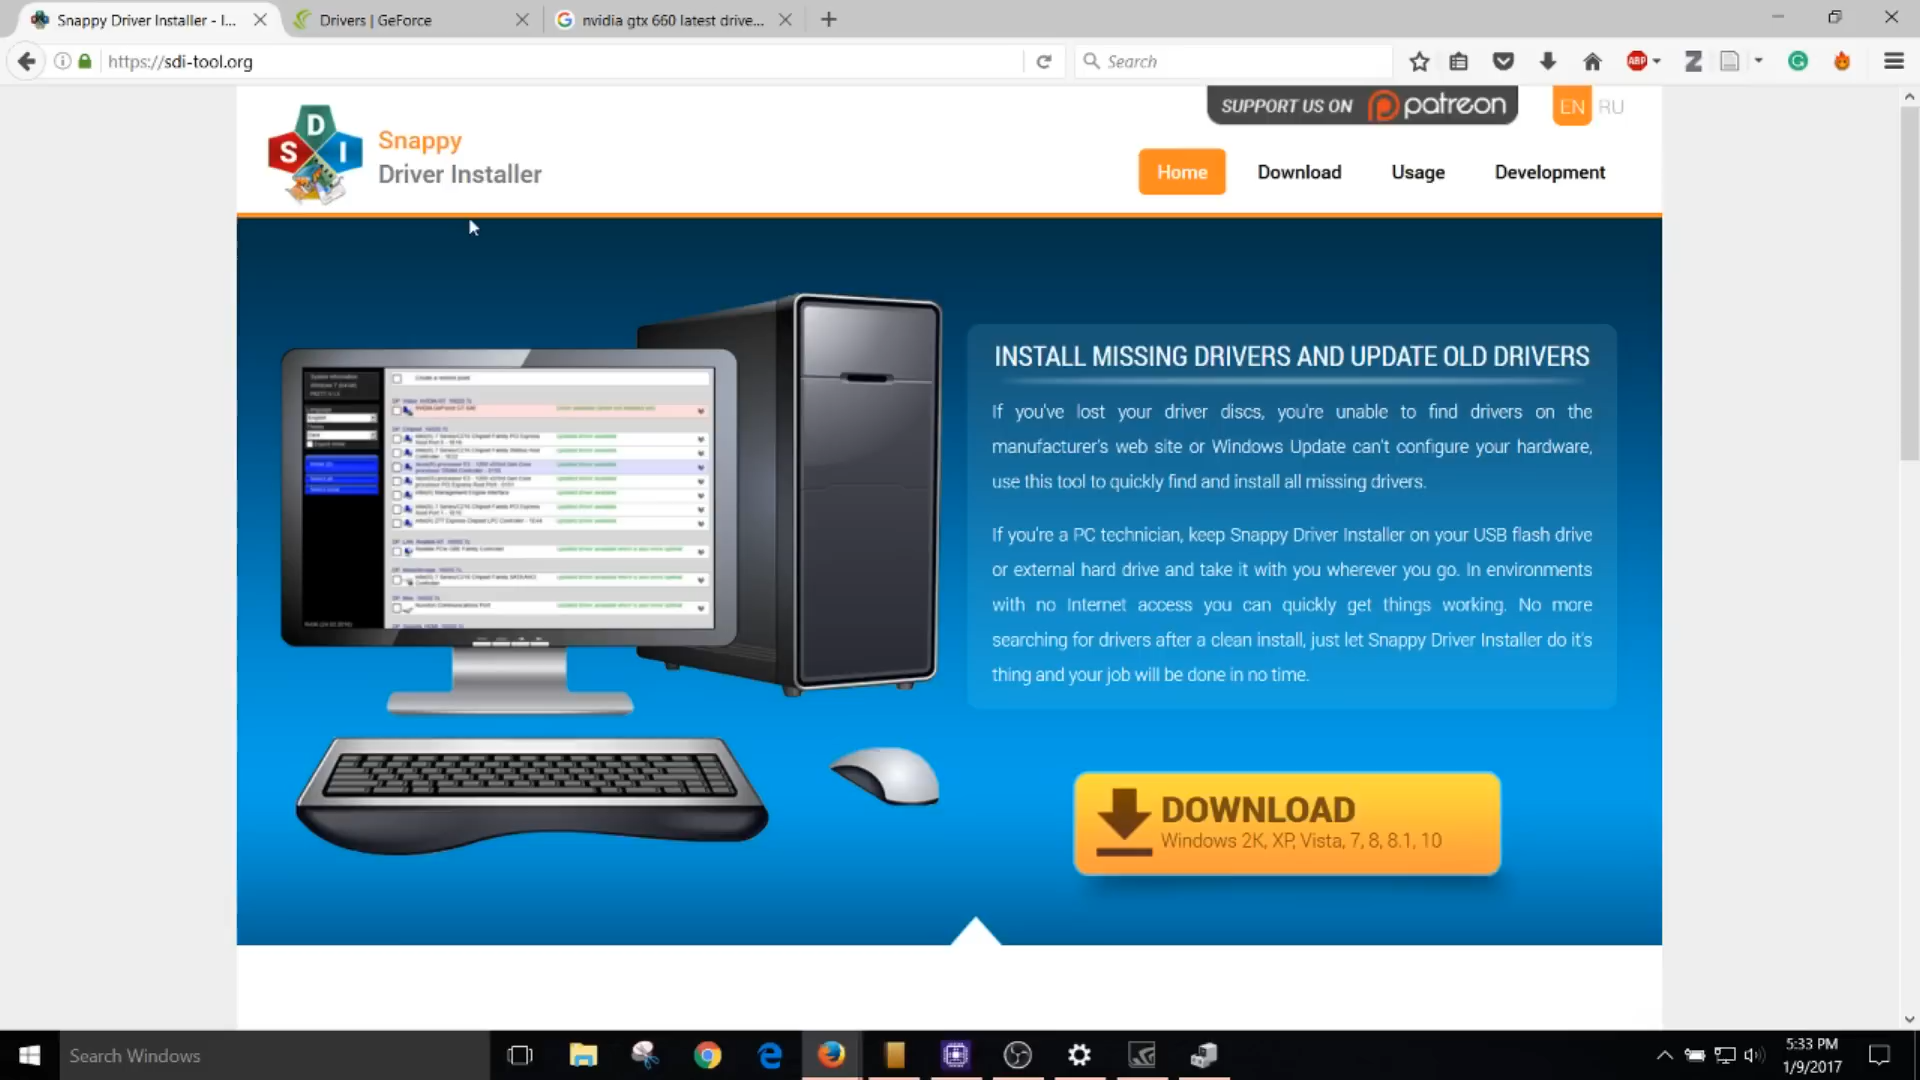 Snappy Driver Installer - I...
Drivers | GeForce
nvidia gtx 660 latest drive...
https://sdi-tool.org
Search
ABP
SUPPORT US ON patreon
EN RU
S D I
Snappy
Driver Installer
Home
Download
Usage
Development
INSTALL MISSING DRIVERS AND UPDATE OLD DRIVERS
If you've lost your driver discs, you're unable to find drivers on the
manufacturer's web site or Windows Update can't configure your hardware,
use this tool to quickly find and install all missing drivers.
If you're a PC technician, keep Snappy Driver Installer on your USB flash drive
or external hard drive and take it with you wherever you go. In environments
with no Internet access you can quickly get things working. No more
searching for drivers after a clean install, just let Snappy Driver Installer do it's
thing and your job will be done in no time.
DOWNLOAD
Windows 2K, XP, Vista, 7, 8, 8.1, 10
Search Windows
5:33 PM
1/9/2017